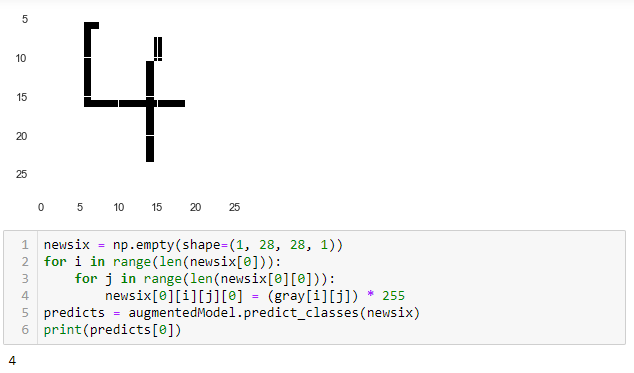 5
10
15
20
25
0 5 10 15 20 25
4
1 newsix = np.empty(shape=(1, 28, 28, 1))
2 for i in range(len(newsix[0])):
3     for j in range(len(newsix[0][0])):
4         newsix[0][i][j][0] = (gray[i][j]) * 255
5 predicts = augmentedModel.predict_classes(newsix)
6 print(predicts[0])
4